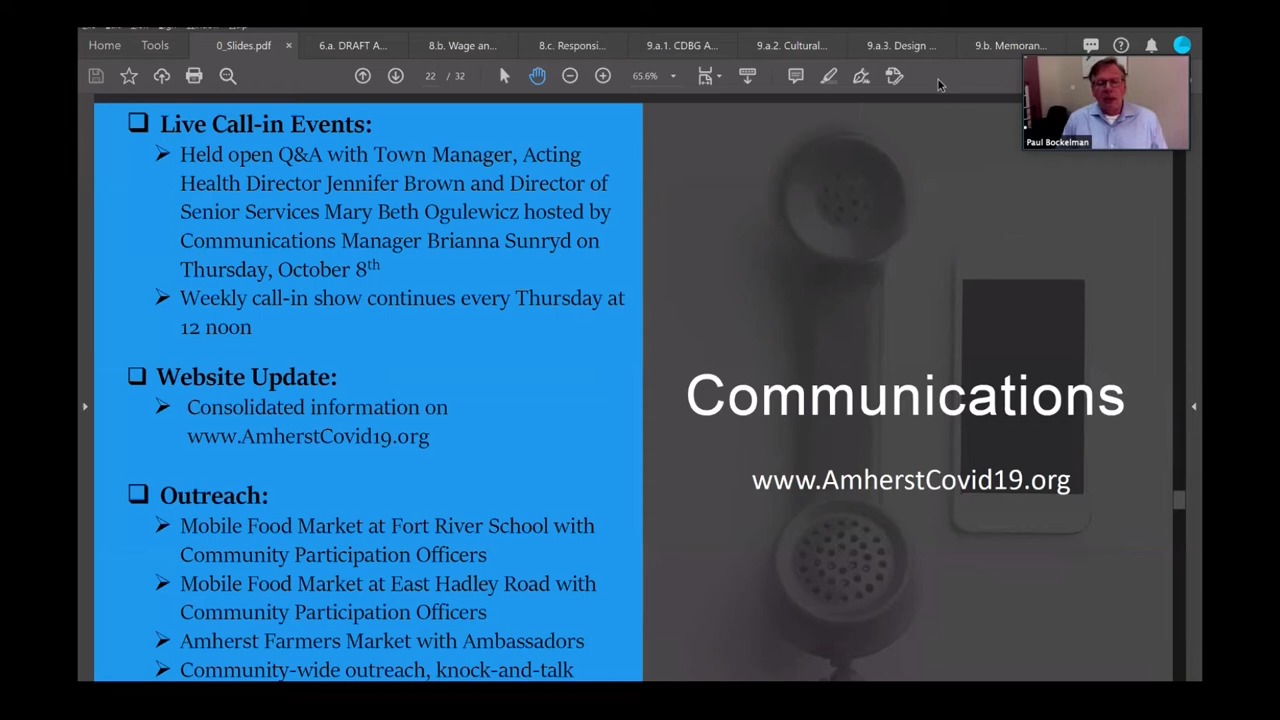 Home Tools 0_Slides.pdf × 6.a. DRAFT A... 8.b. Wage an... 8.c. Responsi... 9.a.1. CDBG A... 9.a.2. Cultural... 9.a.3. Design ... 9.b. Memoran...
22 / 32 65.6%
Paul Bockelman
Live Call-in Events:
Held open Q&A with Town Manager, Acting
Health Director Jennifer Brown and Director of
Senior Services Mary Beth Ogulewicz hosted by
Communications Manager Brianna Sunryd on
Thursday, October 8th
Weekly call-in show continues every Thursday at
12 noon
Website Update:
Consolidated information on
www.AmherstCovid19.org
Outreach:
Mobile Food Market at Fort River School with
Community Participation Officers
Mobile Food Market at East Hadley Road with
Community Participation Officers
Amherst Farmers Market with Ambassadors
Community-wide outreach, knock-and-talk
Communications
www.AmherstCovid19.org